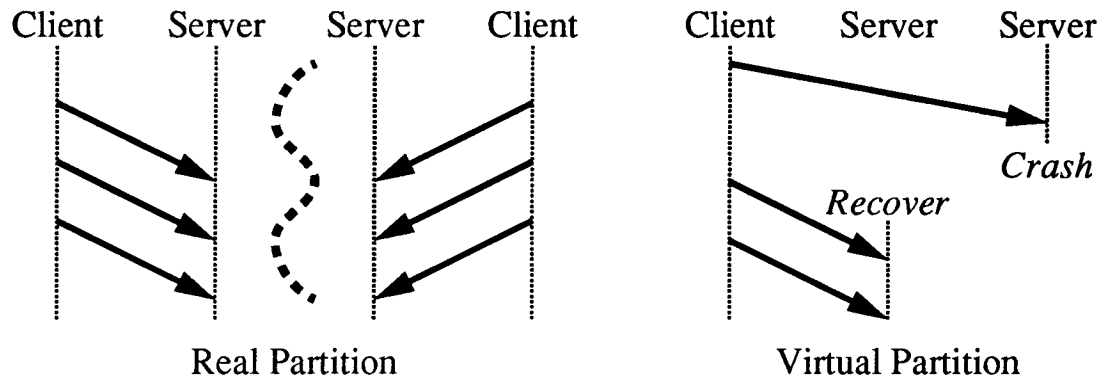 Client Server Server Client Client Server Server
Crash
Recover
Real Partition Virtual Partition